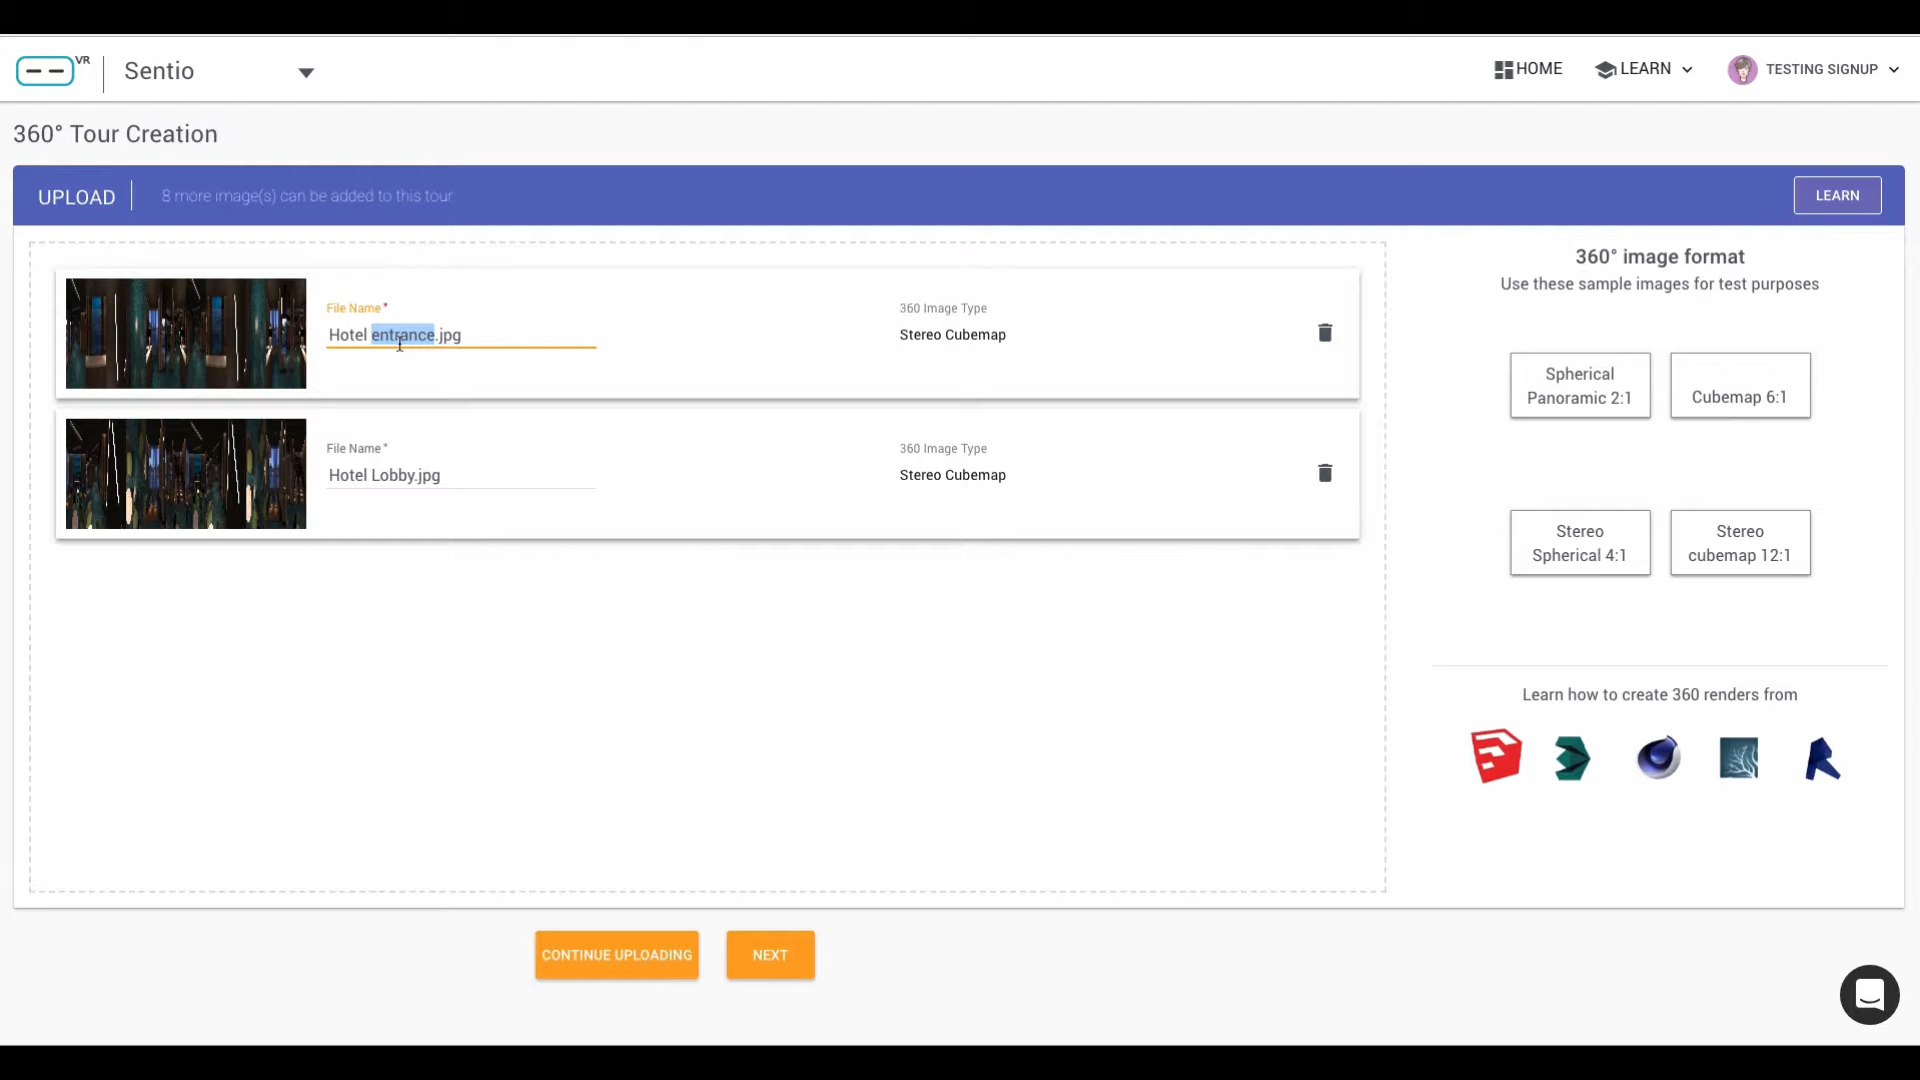 VR
Sentio
HOME
LEARN
TESTING SIGNUP
360° Tour Creation
UPLOAD
8 more image(s) can be added to this tour
LEARN
File Name *
Hotel entrance.jpg
360 Image Type
Stereo Cubemap
File Name *
Hotel Lobby.jpg
360 Image Type
Stereo Cubemap
360° image format
Use these sample images for test purposes
Spherical
Panoramic 2:1
Cubemap 6:1
Stereo
Spherical 4:1
Stereo
cubemap 12:1
Learn how to create 360 renders from
CONTINUE UPLOADING
NEXT